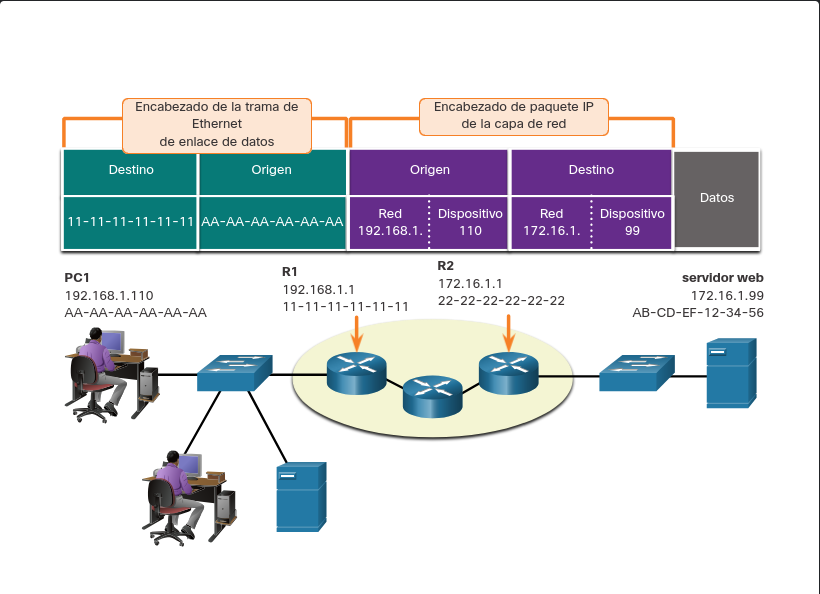 Encabezado de la trama de
Ethernet
de enlace de datos
Encabezado de paquete IP
de la capa de red
Destino
Origen
Origen
Destino
Datos
11-11-11-11-11-11
AA-AA-AA-AA-AA-AA
Red
192.168.1.
Dispositivo
110
Red
172.16.1.
Dispositivo
99
PC1
192.168.1.110
AA-AA-AA-AA-AA-AA
R1
192.168.1.1
11-11-11-11-11-11
R2
172.16.1.1
22-22-22-22-22-22
servidor web
172.16.1.99
AB-CD-EF-12-34-56